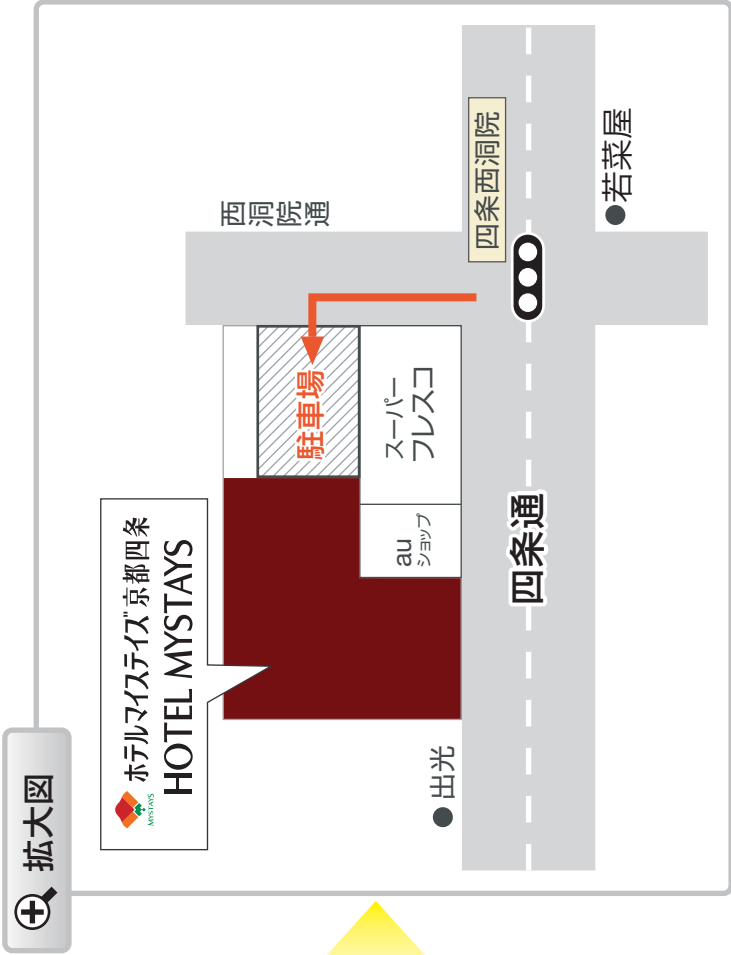 拡大図
MYSTAYS
ホテルマイステイズ京都四条
HOTEL MYSTAYS
西洞院通
駐車場
スーパー
フレスコ
au
ショップ
四条西洞院
出光
四条通
若菜屋